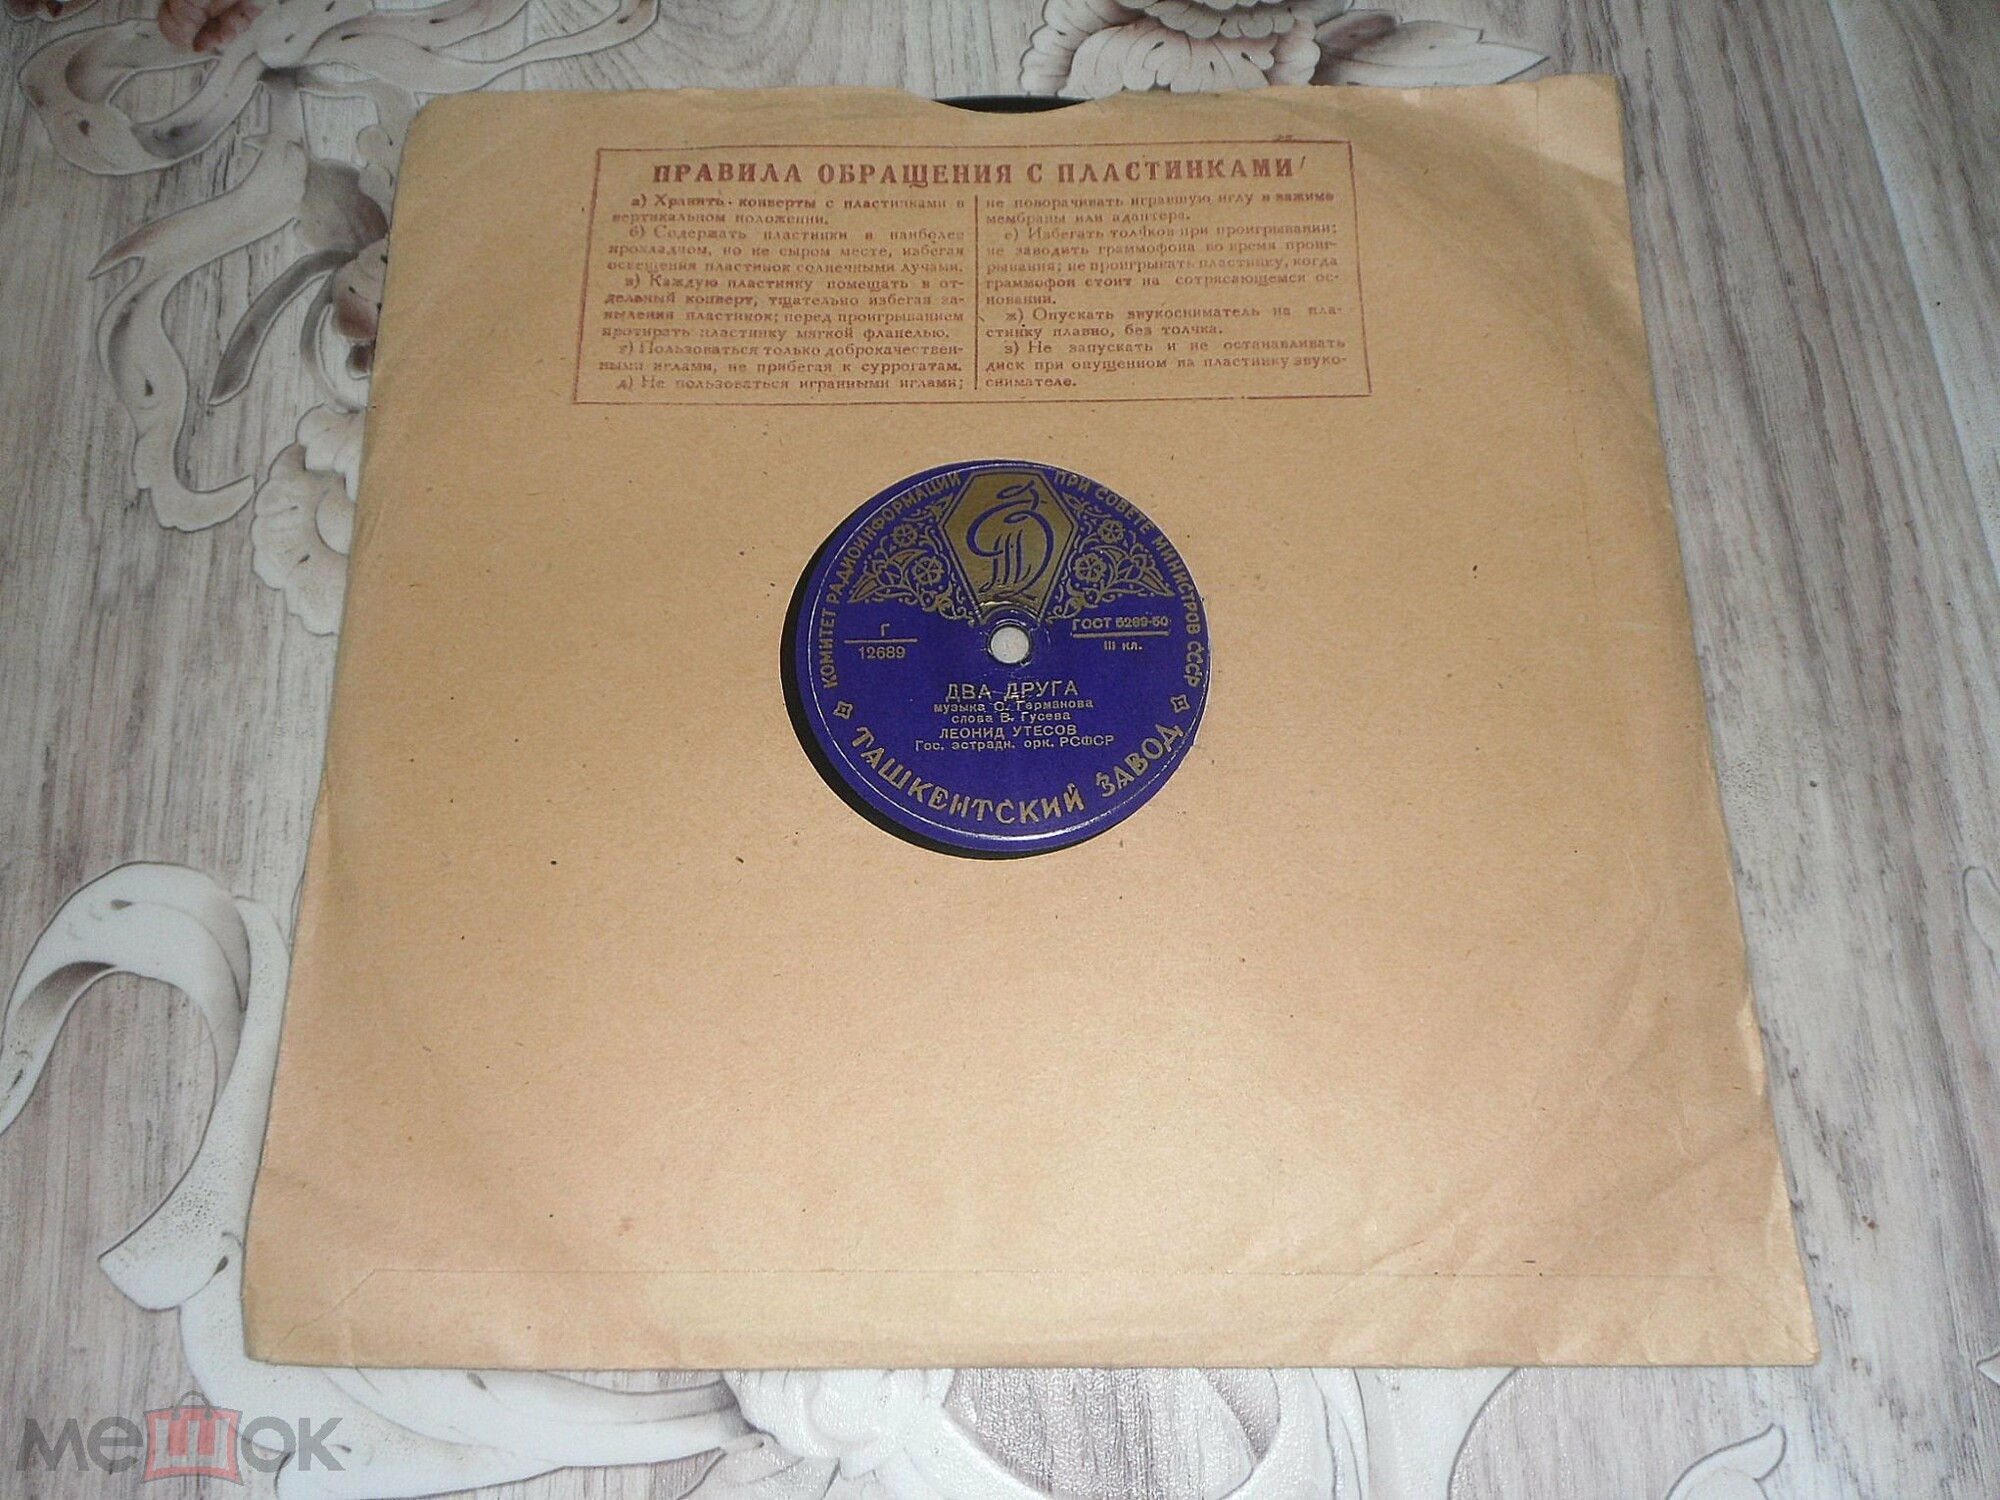 ПРАВИЛА ОБРАЩЕНИЯ С ПЛАСТИНКАМИ
а) Хранить конверты с пластинками в
вертикальном положении.
б) Содержать пластинки в наиболее
прохладном, но не сыром месте, избегая
освещения пластинок солнечными лучами.
в) Каждую пластинку помещать в от-
дельный конверт, тщательно избегая за-
пыления пластинок; перед проигрыванием
протирать пластинку мягкой фланелью.
г) Пользоваться только доброкачествен-
ными иглами, не прибегая к суррогатам.
д) Не пользоваться игранными иглами;
не поворачивать игравшую иглу в зажиме
мембраны или адаптера.
е) Избегать толчков при проигрывании;
не заводить граммофона во время проиг-
рывания; не проигрывать пластинку, когда
граммофон стоит на сотрясающемся ос-
новании.
ж) Опускать звукосниматель на пла-
стинку плавно, без толчка.
з) Не запускать и не останавливать
диск при опущенном на пластинку звуко-
снимателе.
КОМИТЕТ РАДИОИНФОРМАЦИИ ПРИ СОВЕТЕ МИНИСТРОВ СССР
Г
12689
ГОСТ 5289-50
III кл.
ДВА ДРУГА
музыка С. Германова
слова В. Гусева
ЛЕОНИД УТЕСОВ
Гос. эстрадн. орк. РСФСР
ТАШКЕНТСКИЙ ЗАВОД
мешок